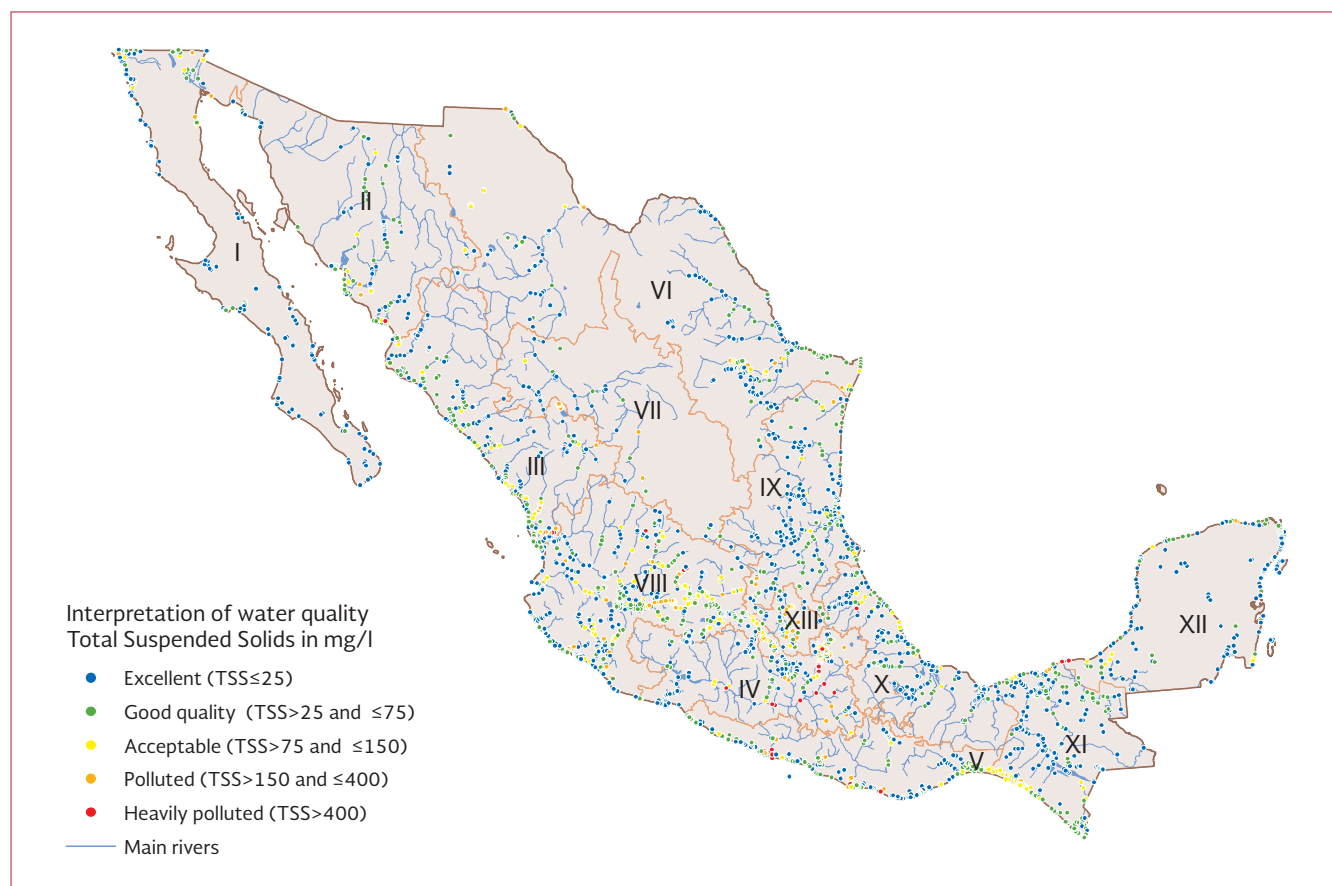 I
II
VI
VII
III
IX
VIII
XIII
XII
IV
X
XI
V
Interpretation of water quality
Total Suspended Solids in mg/l
Excellent (TSS≤25)
Good quality (TSS>25 and ≤75)
Acceptable (TSS>75 and ≤150)
Polluted (TSS>150 and ≤400)
Heavily polluted (TSS>400)
Main rivers